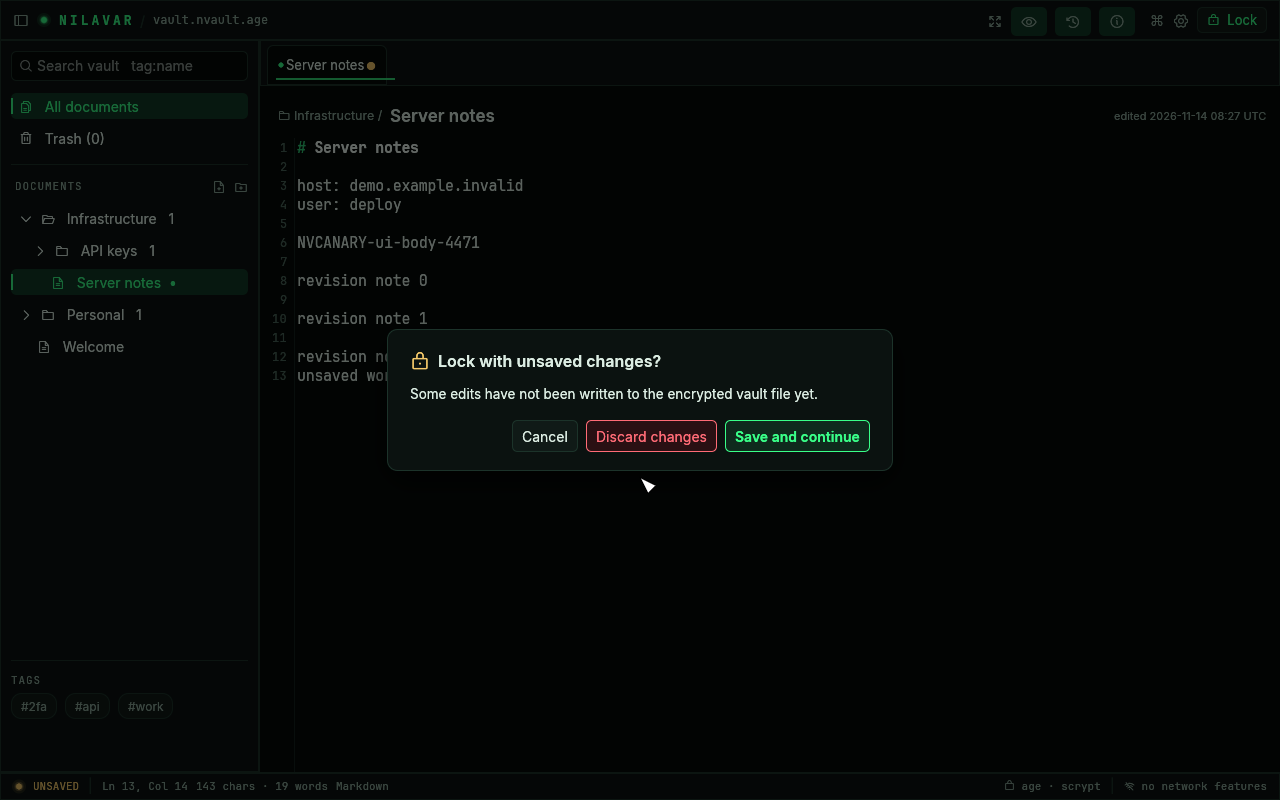 NILAVAR / vault.nvault.age
Lock
Search vault tag:name
All documents
Trash (0)
DOCUMENTS
Infrastructure 1
API keys 1
Server notes
Personal 1
Welcome
TAGS
#2fa #api #work
Server notes
Infrastructure / Server notes
edited 2026-11-14 08:27 UTC
1 # Server notes
2
3 host: demo.example.invalid
4 user: deploy
5
6 NVCANARY-ui-body-4471
7
8 revision note 0
9
10 revision note 1
11
12 revision
13 unsaved
Lock with unsaved changes?
Some edits have not been written to the encrypted vault file yet.
Cancel Discard changes Save and continue
UNSAVED Ln 13, Col 14 143 chars · 19 words Markdown
age · scrypt no network features